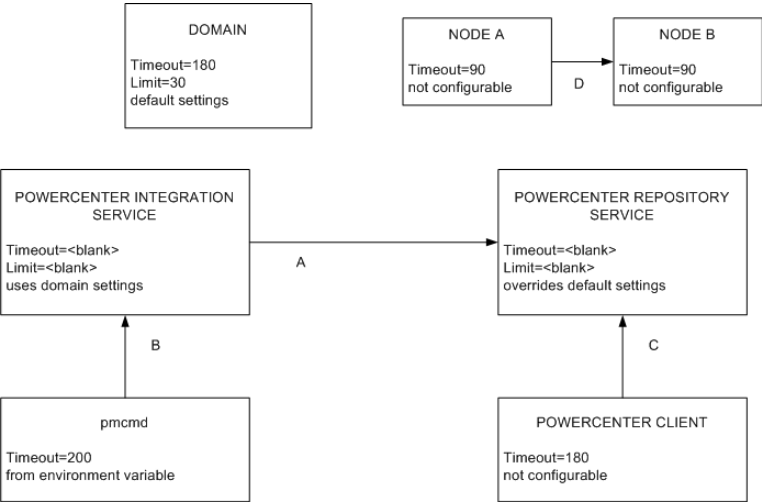 DOMAIN
Timeout=180
Limit=30
default settings
NODE A
Timeout=90
not configurable
D
NODE B
Timeout=90
not configurable
POWERCENTER INTEGRATION
SERVICE
Timeout=<blank>
Limit=<blank>
uses domain settings
A
POWERCENTER REPOSITORY
SERVICE
Timeout=<blank>
Limit=<blank>
overrides default settings
B
C
pmcmd
Timeout=200
from environment variable
POWERCENTER CLIENT
Timeout=180
not configurable